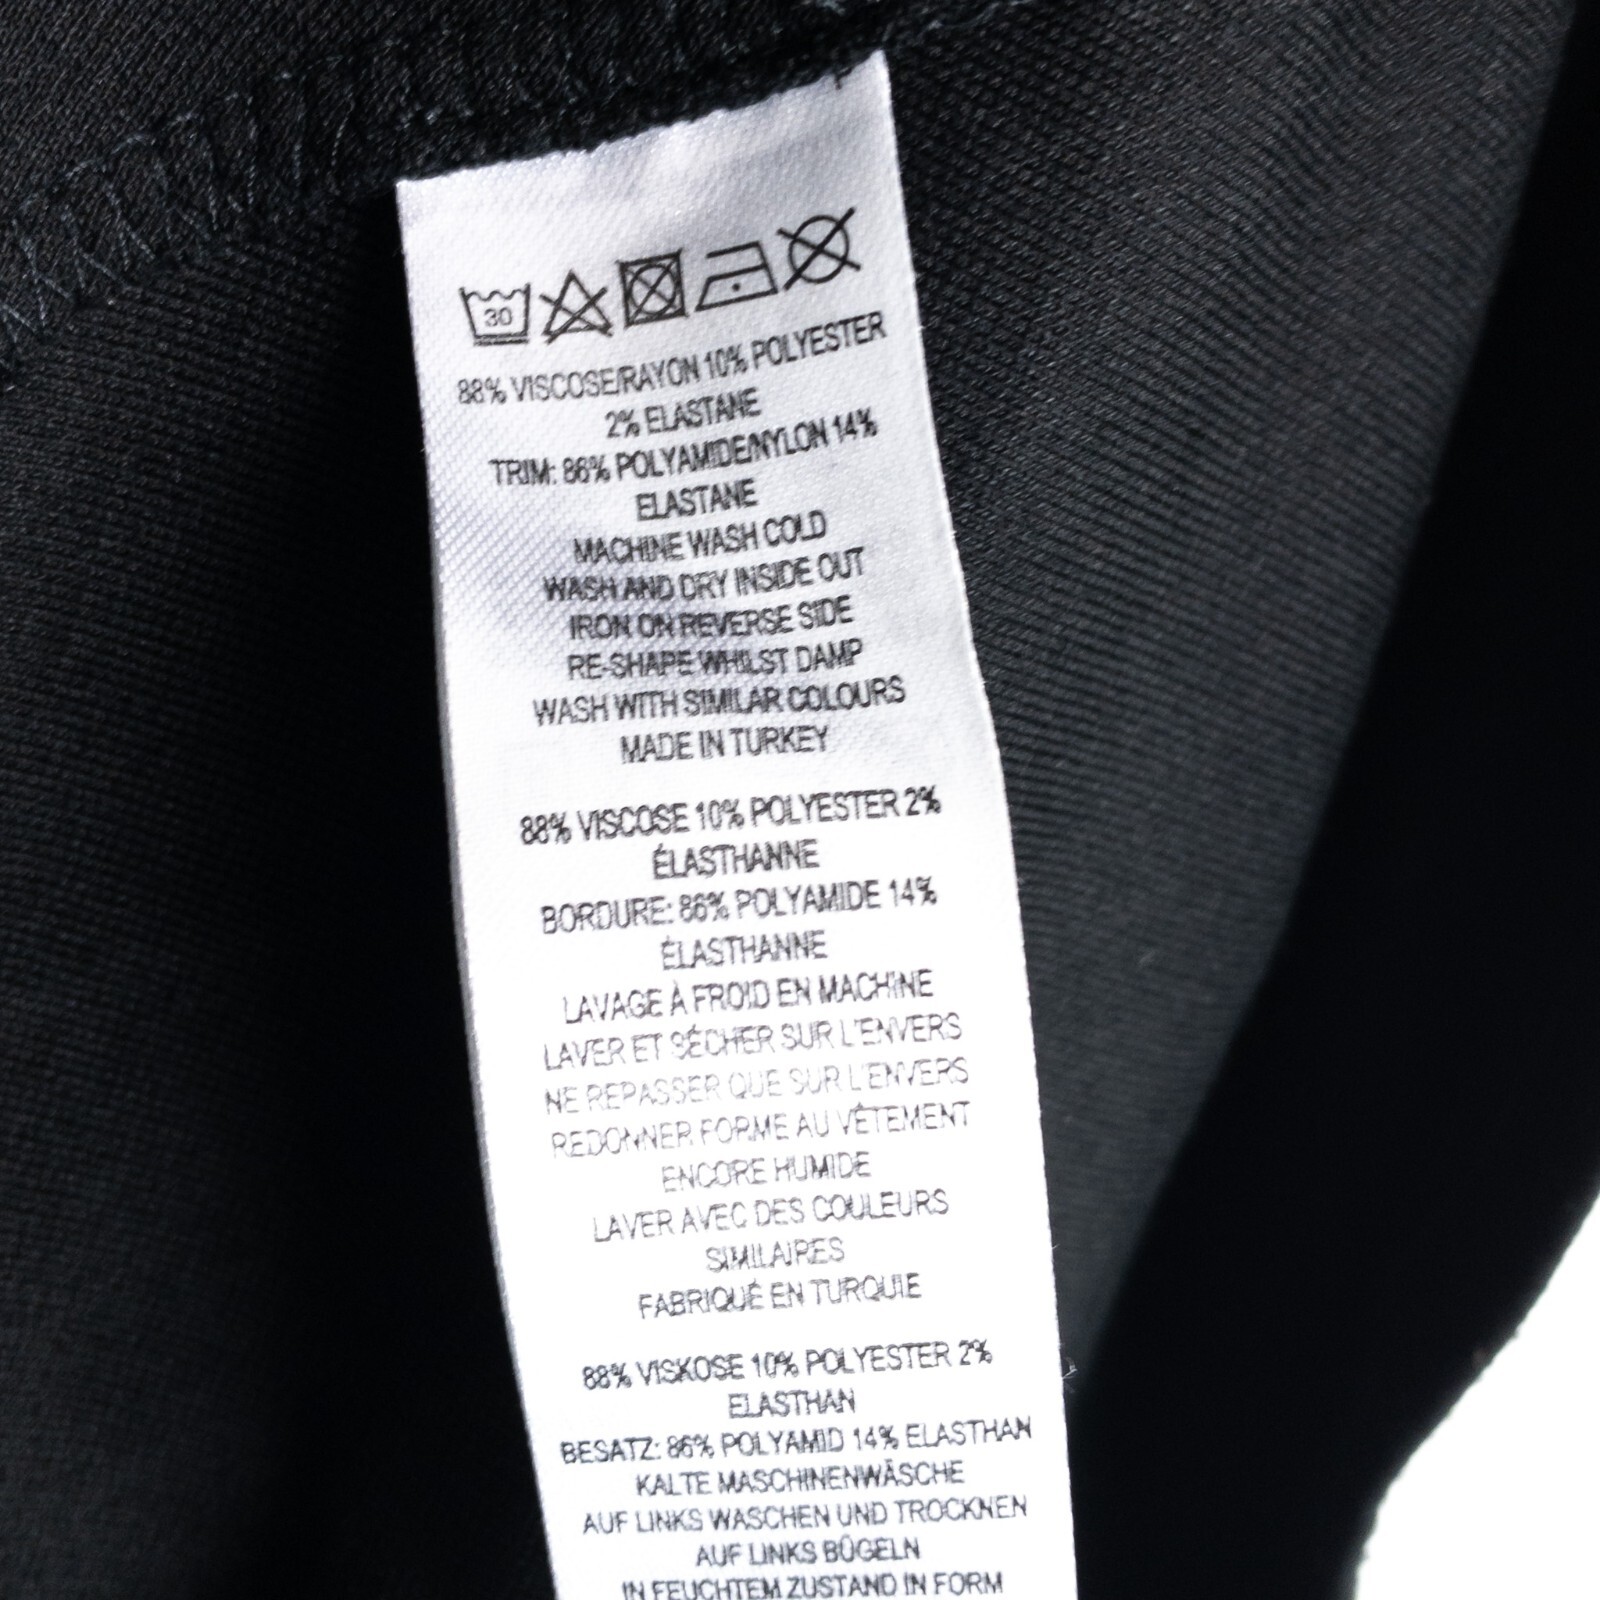 30
88% VISCOSE/RAYON 10% POLYESTER
2% ELASTANE
TRIM: 86% POLYAMIDE/NYLON 14%
ELASTANE
MACHINE WASH COLD
WASH AND DRY INSIDE OUT
IRON ON REVERSE SIDE
RE-SHAPE WHILST DAMP
WASH WITH SIMILAR COLOURS
MADE IN TURKEY
88% VISCOSE 10% POLYESTER 2%
ÉLASTHANNE
BORDURE: 86% POLYAMIDE 14%
ÉLASTHANNE
LAVAGE À FROID EN MACHINE
LAVER ET SÉCHER SUR L'ENVERS
NE REPASSER QUE SUR L'ENVERS
REDONNER FORME AU VÊTEMENT
ENCORE HUMIDE
LAVER AVEC DES COULEURS
SIMILAIRES
FABRIQUÉ EN TURQUIE
88% VISKOSE 10% POLYESTER 2%
ELASTHAN
BESATZ: 86% POLYAMID 14% ELASTHAN
KALTE MASCHINENWÄSCHE
AUF LINKS WASCHEN UND TROCKNEN
AUF LINKS BÜGELN
IN FEUCHTEM ZUSTAND IN FORM